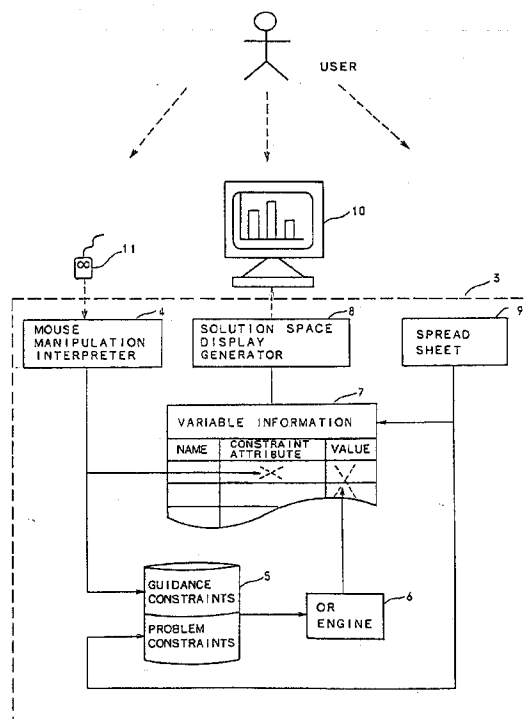 USER
10
11
3
4
8
9
MOUSE
MANIPULATION
INTERPRETER
SOLUTION SPACE
DISPLAY
GENERATOR
SPREAD
SHEET
7
VARIABLE INFORMATION
NAME
CONSTRAINT
ATTRIBUTE
VALUE
5
GUIDANCE
CONSTRAINTS
PROBLEM
CONSTRAINTS
6
OR
ENGINE